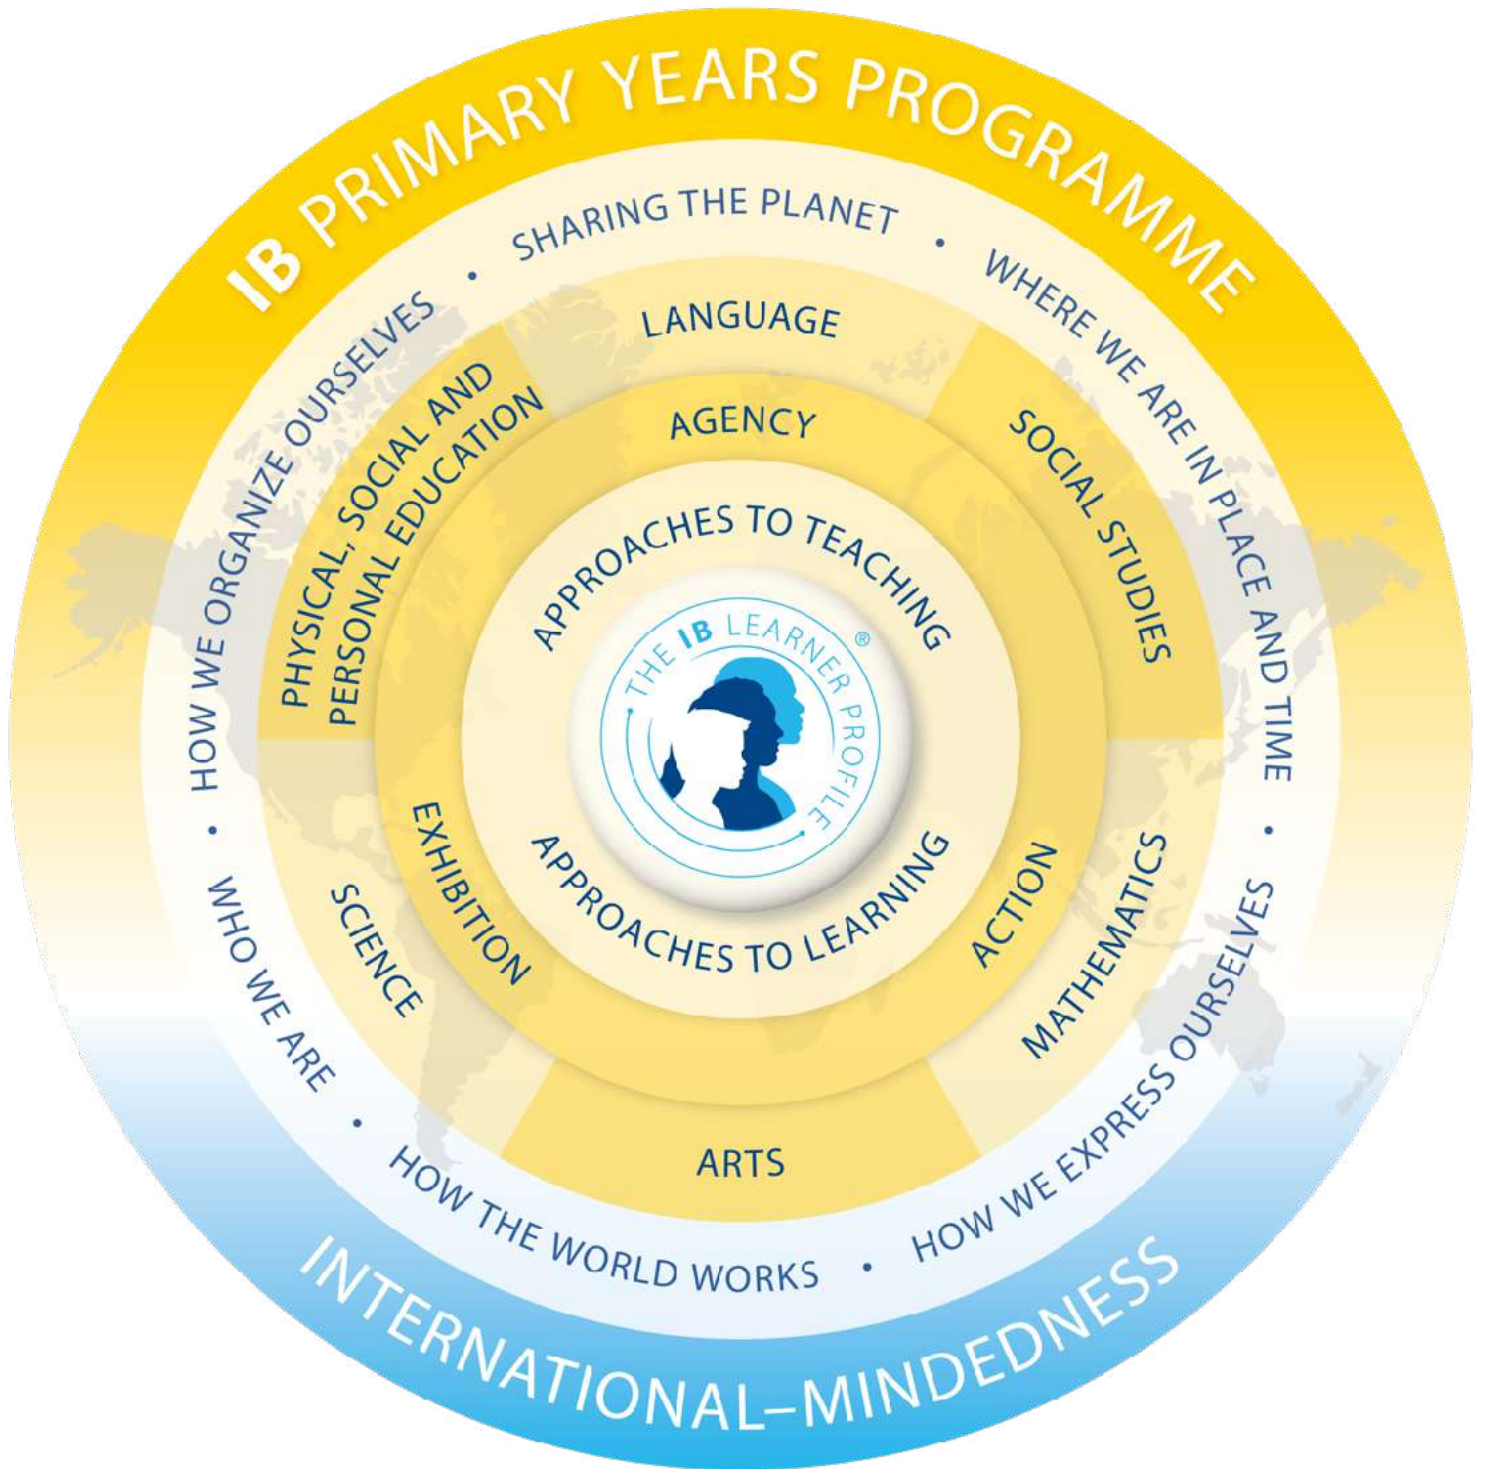 IB PRIMARY YEARS PROGRAMME
SHARING THE PLANET
•
WHERE WE ARE IN PLACE AND TIME
•
HOW WE EXPRESS OURSELVES
•
HOW THE WORLD WORKS
•
WHO WE ARE
•
HOW WE ORGANIZE OURSELVES
•
LANGUAGE
SOCIAL STUDIES
MATHEMATICS
ARTS
SCIENCE
PHYSICAL, SOCIAL AND
PERSONAL EDUCATION
AGENCY
ACTION
EXHIBITION
APPROACHES TO TEACHING
THE IB LEARNER PROFILE
®
APPROACHES TO LEARNING
INTERNATIONAL–MINDEDNESS